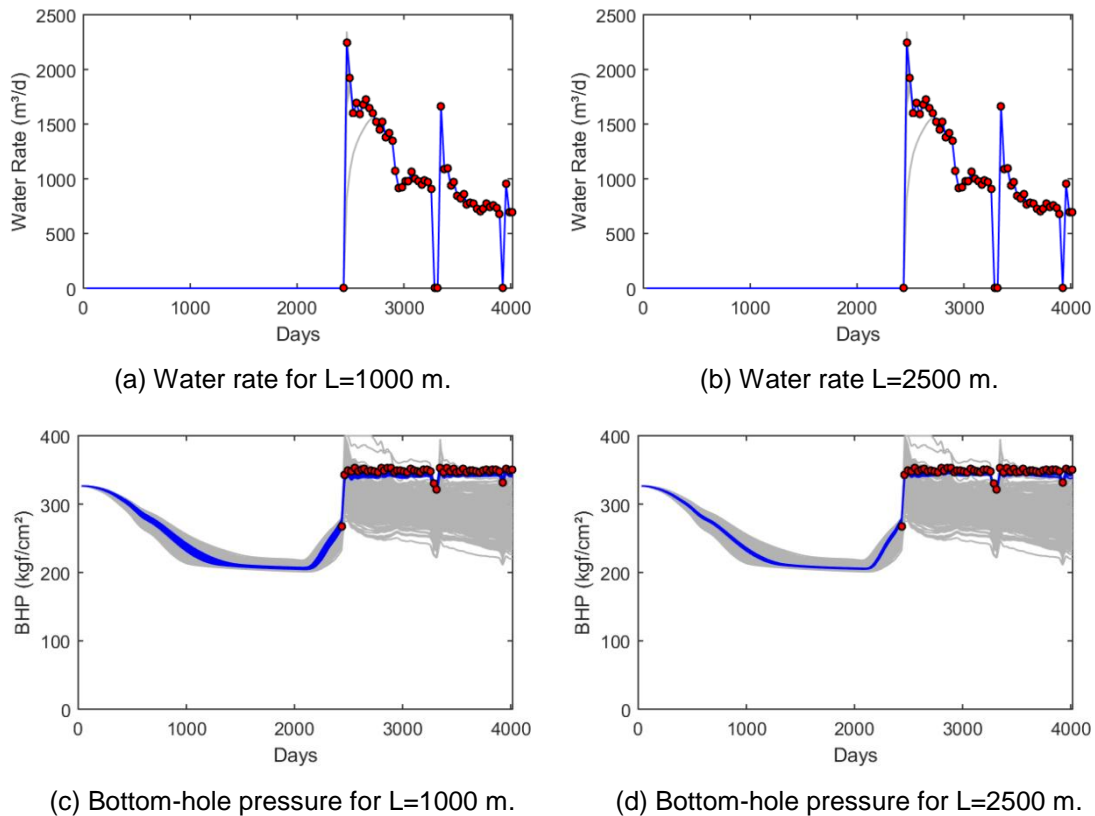 2500
2000
1500
1000
500
0
Water Rate (m³/d)
0 1000 2000 3000 4000
Days
(a) Water rate for L=1000 m.
2500
2000
1500
1000
500
0
Water Rate (m³/d)
0 1000 2000 3000 4000
Days
(b) Water rate L=2500 m.
400
300
200
100
0
BHP (kgf/cm²)
0 1000 2000 3000 4000
Days
(c) Bottom-hole pressure for L=1000 m.
400
300
200
100
0
BHP (kgf/cm²)
0 1000 2000 3000 4000
Days
(d) Bottom-hole pressure for L=2500 m.